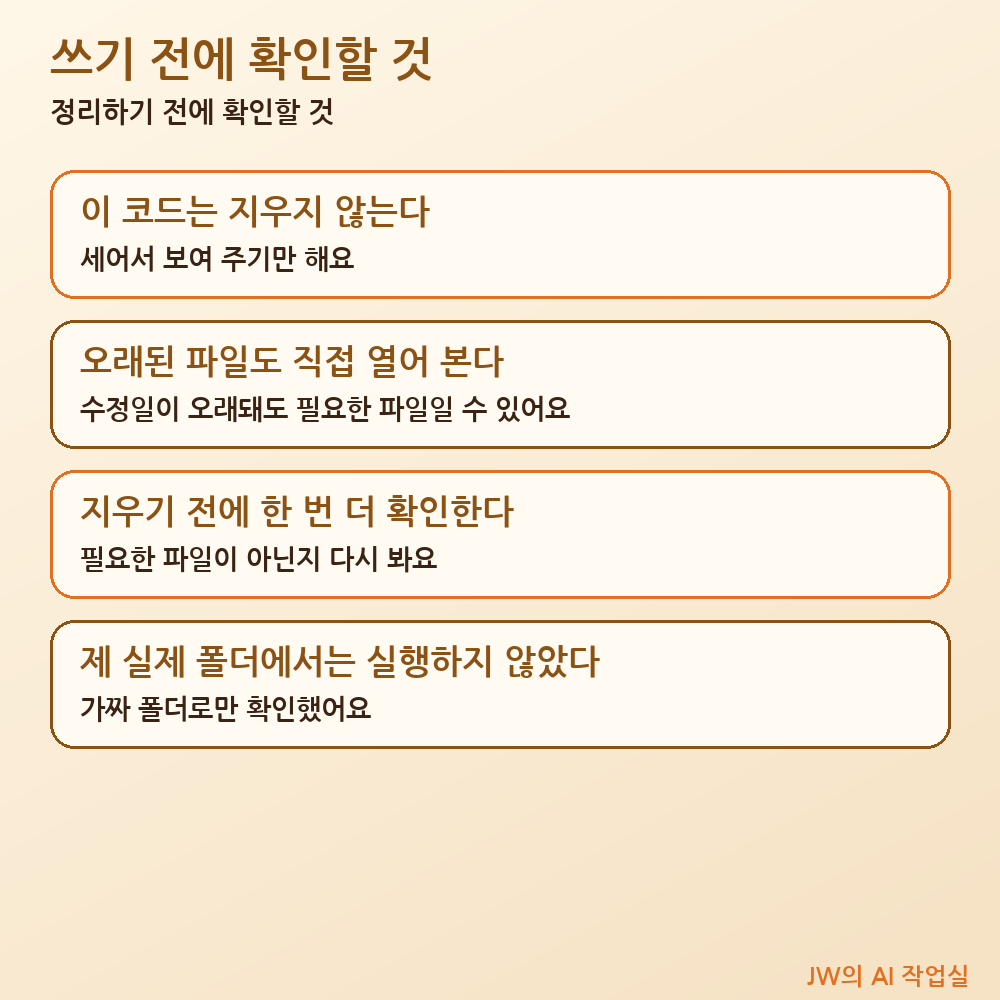 쓰기 전에 확인할 것
정리하기 전에 확인할 것
이 코드는 지우지 않는다
세어서 보여 주기만 해요
오래된 파일도 직접 열어 본다
수정일이 오래돼도 필요한 파일일 수 있어요
지우기 전에 한 번 더 확인한다
필요한 파일이 아닌지 다시 봐요
제 실제 폴더에서는 실행하지 않았다
가짜 폴더로만 확인했어요
JW의 AI 작업실